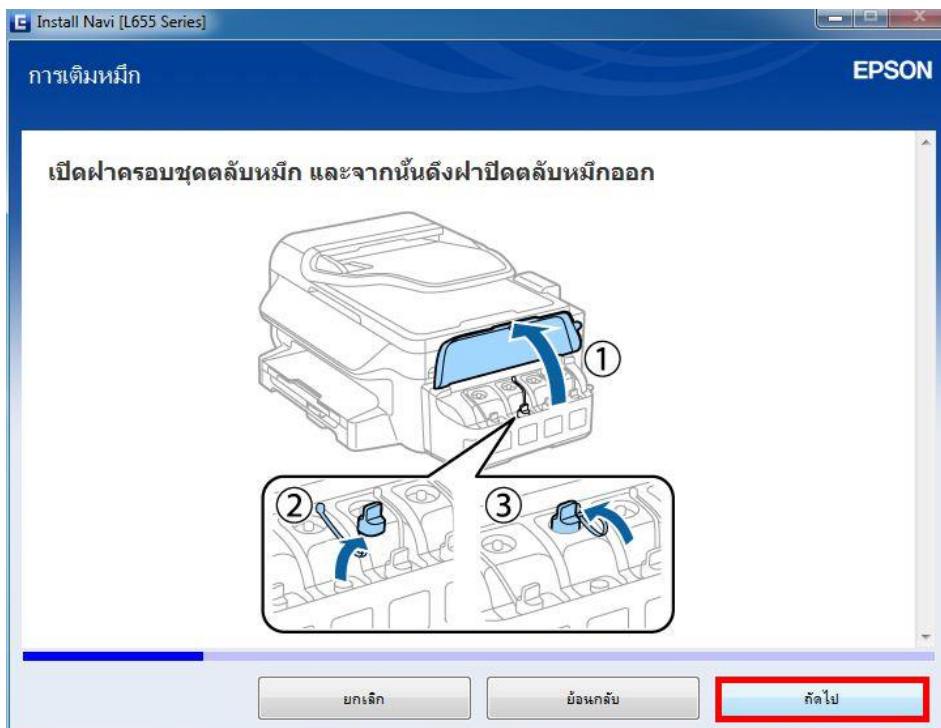 Install Navi [L655 Series]
การเติมหมึก
EPSON
เปิดฝาครอบชุดตลับหมึก และจากนั้นดึงฝาปิดตลับหมึกออก
①
② ③
ยกเลิก ย้อนกลับ ถัดไป